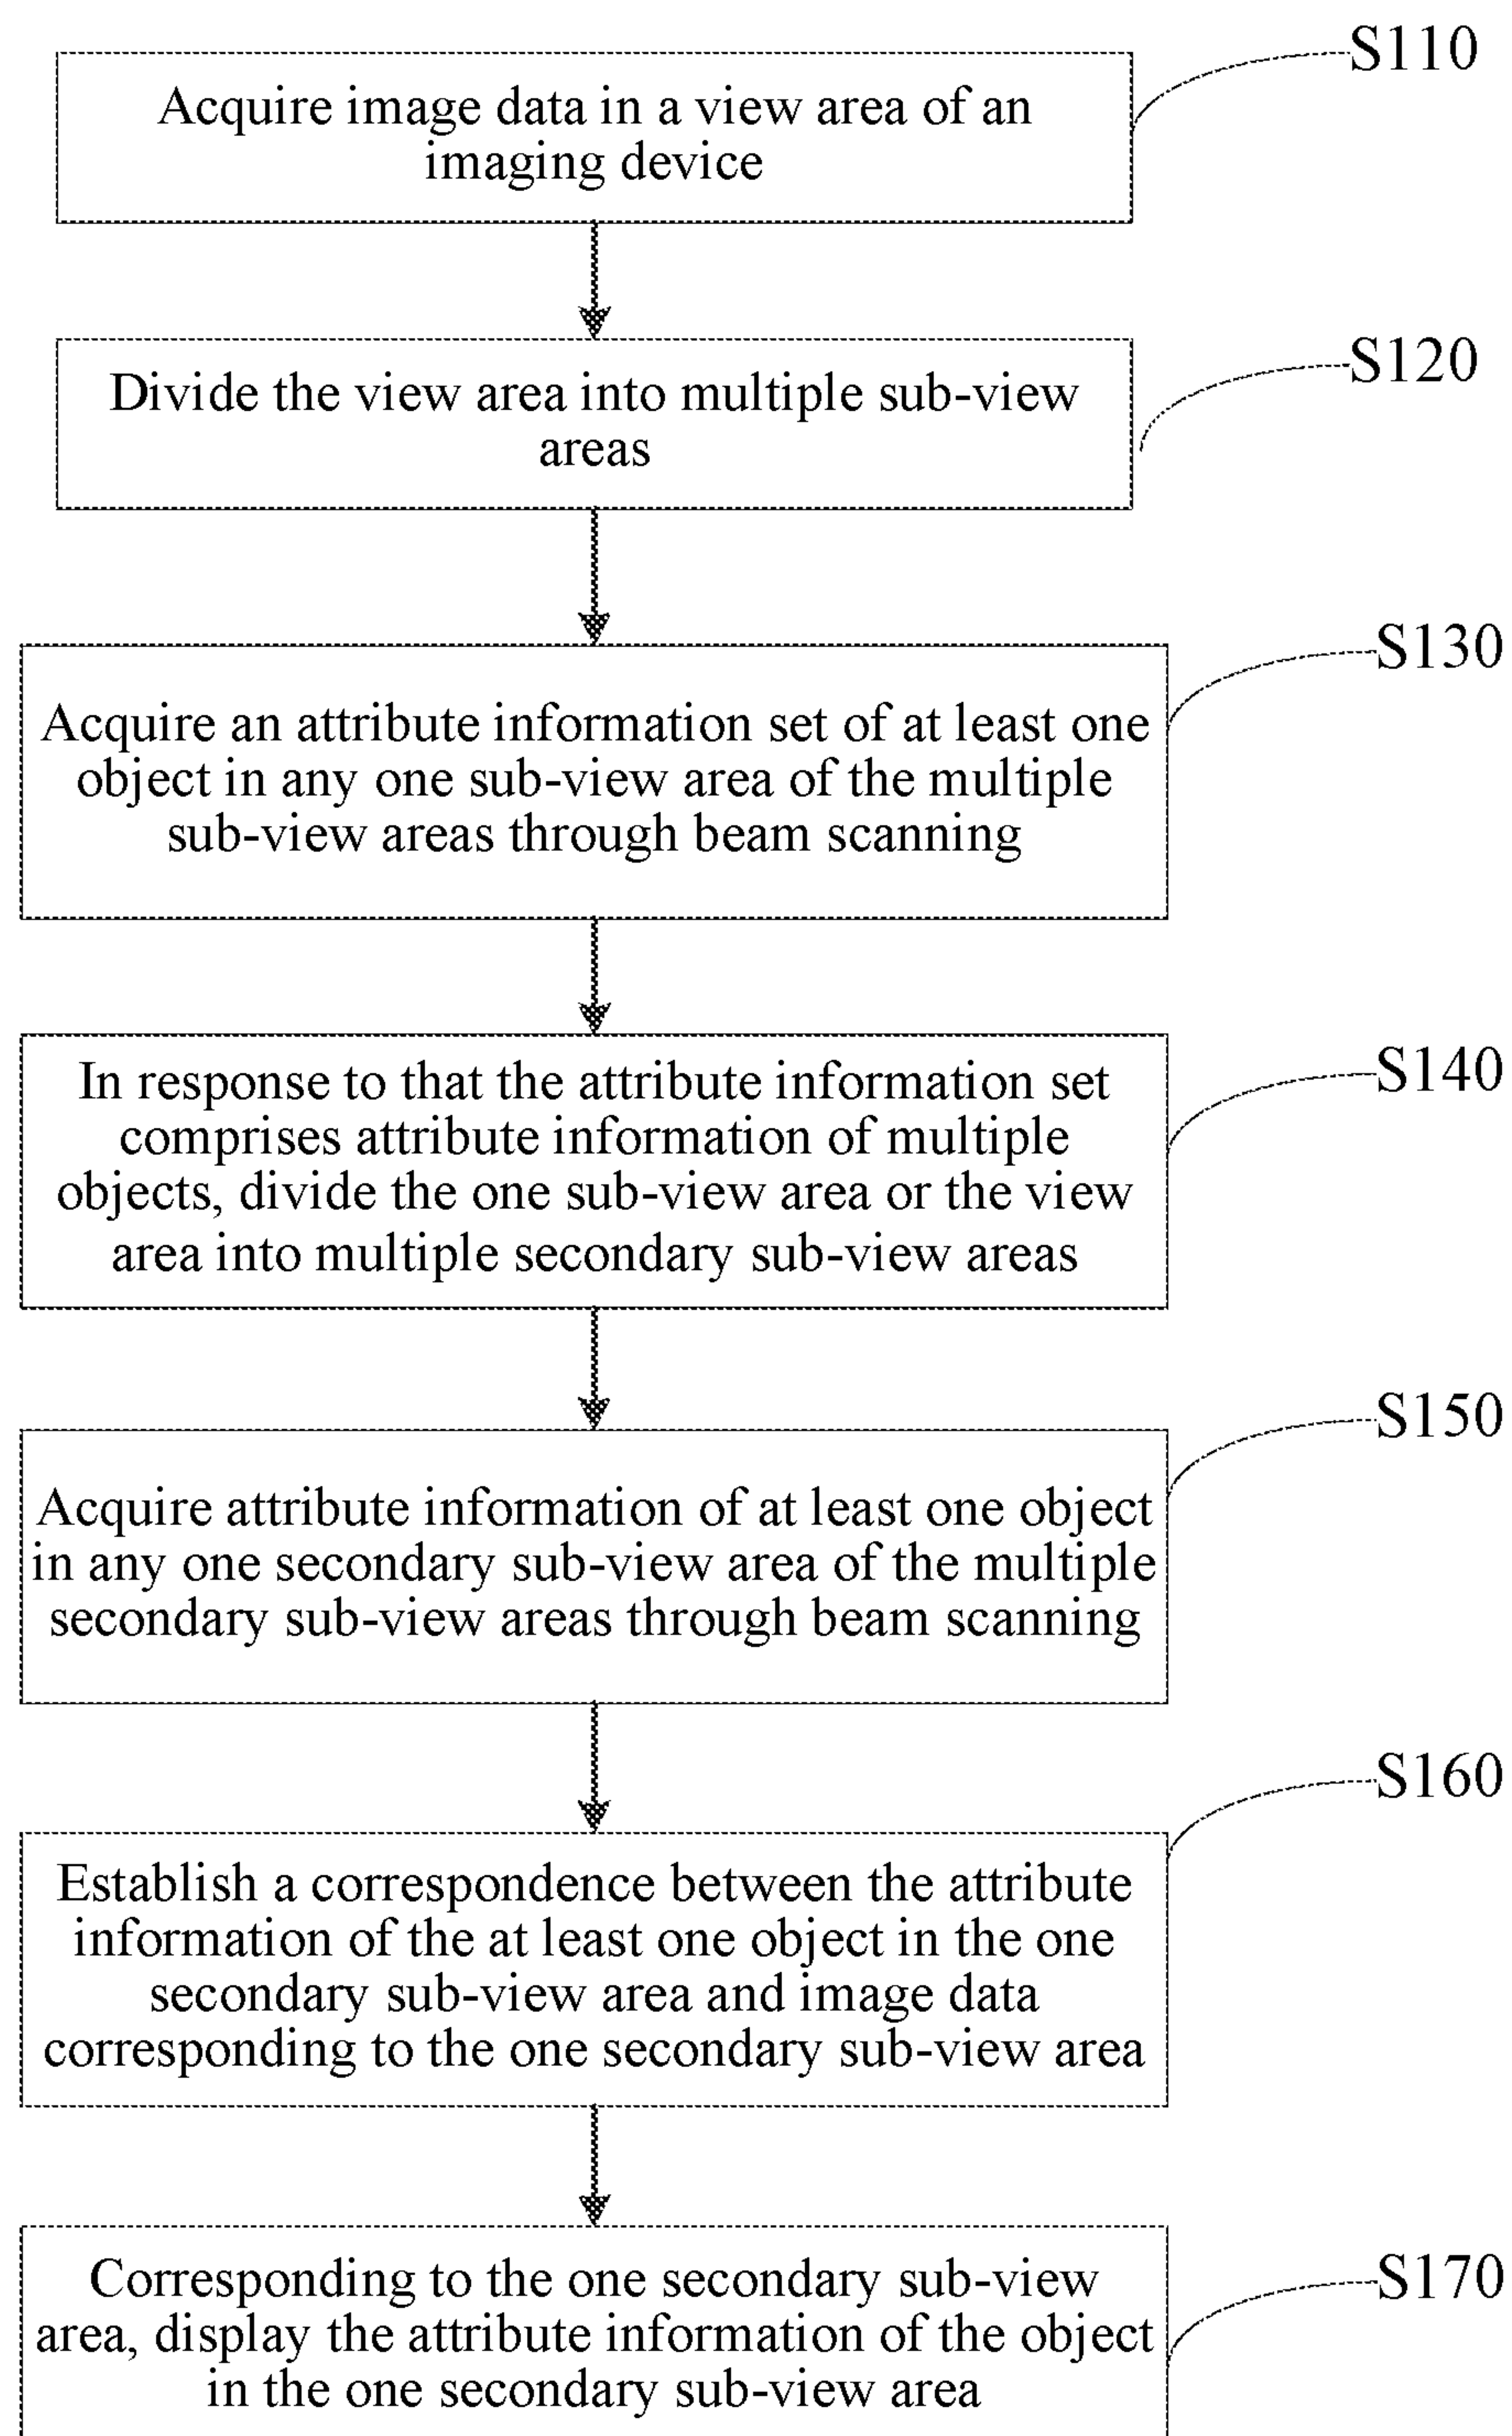 S110
Acquire image data in a view area of an
imaging device
S120
Divide the view area into multiple sub-view
areas
S130
Acquire an attribute information set of at least one
object in any one sub-view area of the multiple
sub-view areas through beam scanning
S140
In response to that the attribute information set
comprises attribute information of multiple
objects, divide the one sub-view area or the view
area into multiple secondary sub-view areas
S150
Acquire attribute information of at least one object
in any one secondary sub-view area of the multiple
secondary sub-view areas through beam scanning
S160
Establish a correspondence between the attribute
information of the at least one object in the one
secondary sub-view area and image data
corresponding to the one secondary sub-view area
S170
Corresponding to the one secondary sub-view
area, display the attribute information of the object
in the one secondary sub-view area